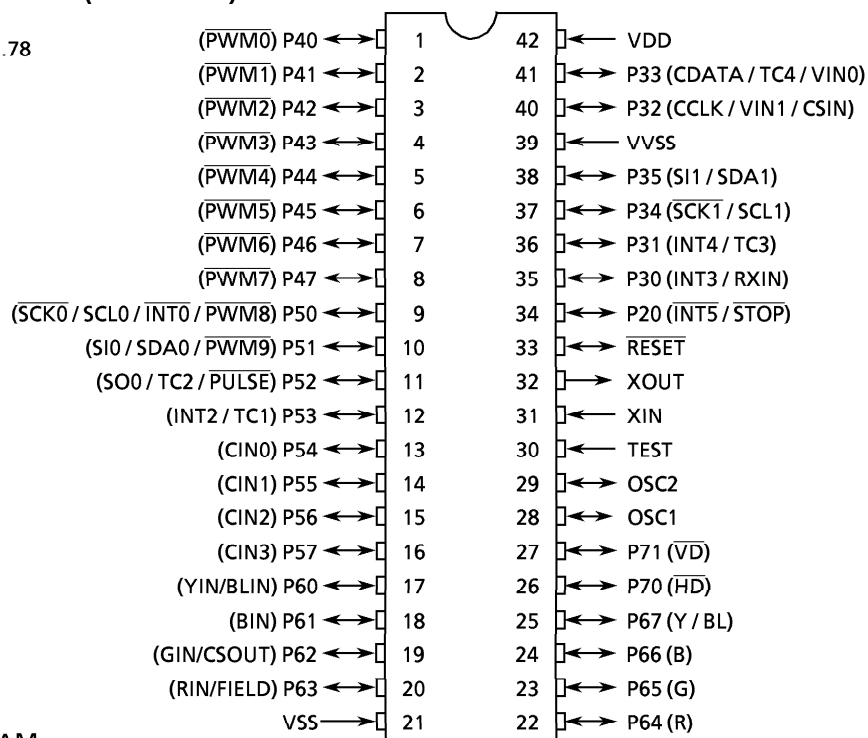 .78
(PWM0) P40 1 42 VDD
(PWM1) P41 2 41 P33 (CDATA / TC4 / VIN0)
(PWM2) P42 3 40 P32 (CCLK / VIN1 / CSIN)
(PWM3) P43 4 39 VVSS
(PWM4) P44 5 38 P35 (SI1 / SDA1)
(PWM5) P45 6 37 P34 (SCK1 / SCL1)
(PWM6) P46 7 36 P31 (INT4 / TC3)
(PWM7) P47 8 35 P30 (INT3 / RXIN)
(SCK0 / SCL0 / INT0 / PWM8) P50 9 34 P20 (INT5 / STOP)
(SI0 / SDA0 / PWM9) P51 10 33 RESET
(SO0 / TC2 / PULSE) P52 11 32 XOUT
(INT2 / TC1) P53 12 31 XIN
(CIN0) P54 13 30 TEST
(CIN1) P55 14 29 OSC2
(CIN2) P56 15 28 OSC1
(CIN3) P57 16 27 P71 (VD)
(YIN/BLIN) P60 17 26 P70 (HD)
(BIN) P61 18 25 P67 (Y / BL)
(GIN/CSOUT) P62 19 24 P66 (B)
(RIN/FIELD) P63 20 23 P65 (G)
VSS 21 22 P64 (R)